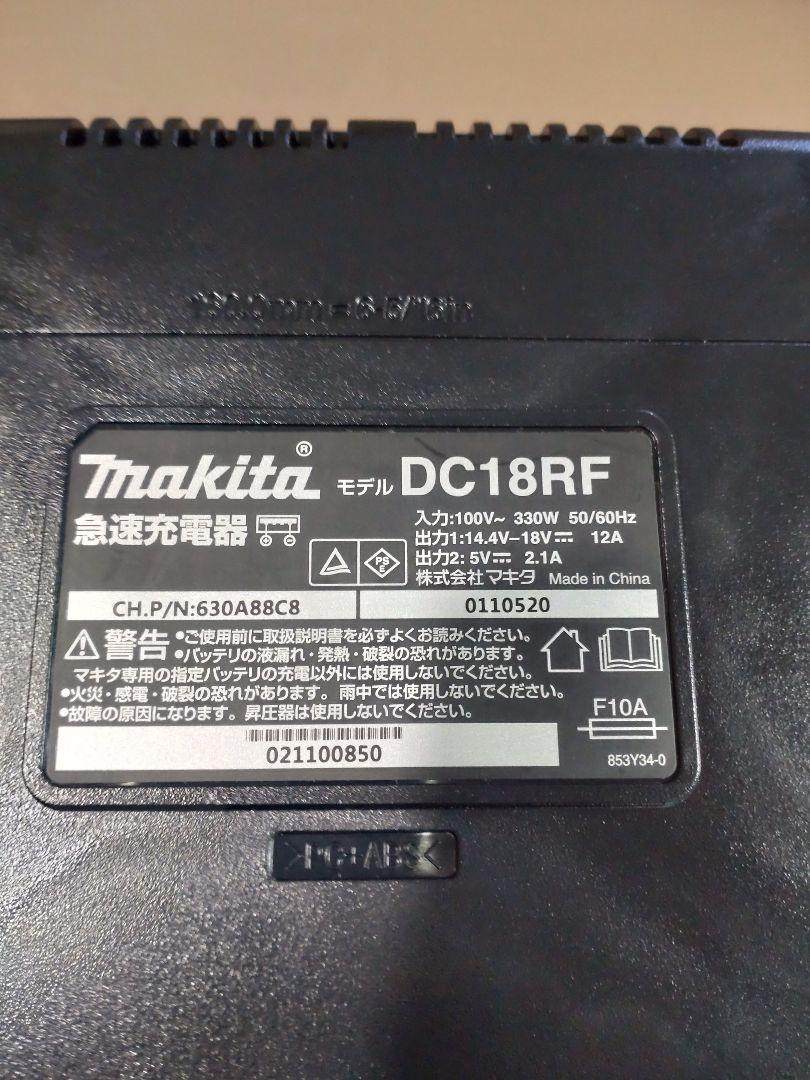 160mm=6-5/16in
makita® モデル DC18RF
急速充電器
入力:100V~ 330W 50/60Hz
出力1:14.4V-18V⎓ 12A
出力2: 5V⎓ 2.1A
PSE
株式会社マキタ Made in China
CH.P/N:630A88C8 0110520
警告 •ご使用前に取扱説明書を必ずよくお読みください。
•バッテリの液漏れ・発熱・破裂の恐れがあります。
マキタ専用の指定バッテリの充電以外には使用しないでください。
•火災・感電・破裂の恐れがあります。雨中では使用しないでください。
•故障の原因になります。昇圧器は使用しないでください。
F10A
021100850
853Y34-0
>PC+ABS<